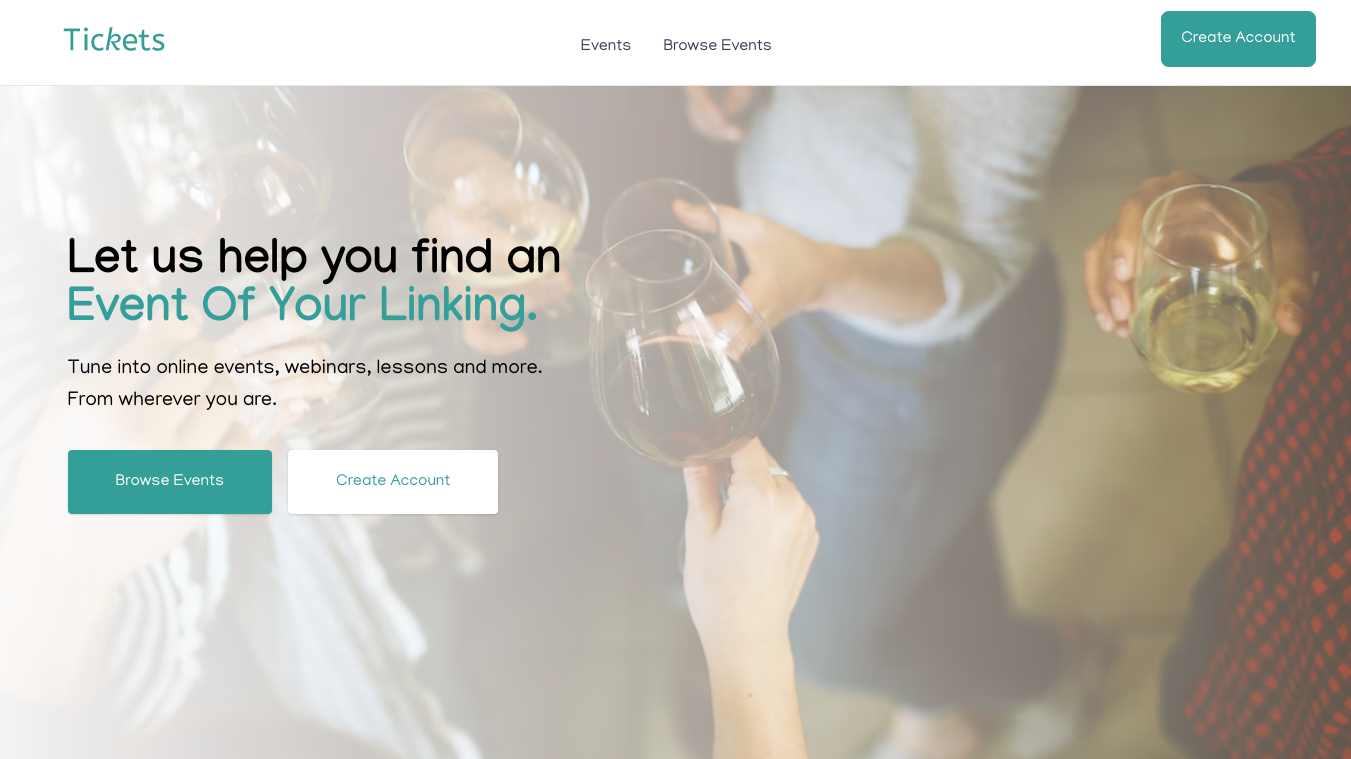 Tickets
Events
Browse Events
Create Account
Let us help you find an
Event Of Your Linking.
Tune into online events, webinars, lessons and more.
From wherever you are.
Browse Events
Create Account